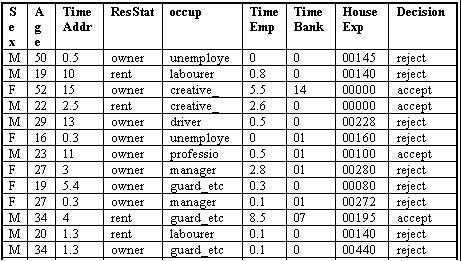 Sex Age Time Addr ResStat occup Time Emp Time Bank House Exp Decision
M 50 0.5 owner unemploye 0 0 00145 reject
M 19 10 rent labourer 0.8 0 00140 reject
F 52 15 owner creative_ 5.5 14 00000 accept
M 22 2.5 rent creative_ 2.6 0 00000 accept
M 29 13 owner driver 0.5 0 00228 reject
F 16 0.3 owner unemploye 0 01 00160 reject
M 23 11 owner professio 0.5 01 00100 accept
F 27 3 owner manager 2.8 01 00280 reject
F 19 5.4 owner guard_etc 0.3 0 00080 reject
F 27 0.3 owner manager 0.1 01 00272 reject
M 34 4 rent guard_etc 8.5 07 00195 accept
M 20 1.3 rent labourer 0.1 0 00140 reject
M 34 1.3 owner guard_etc 0.1 0 00440 reject